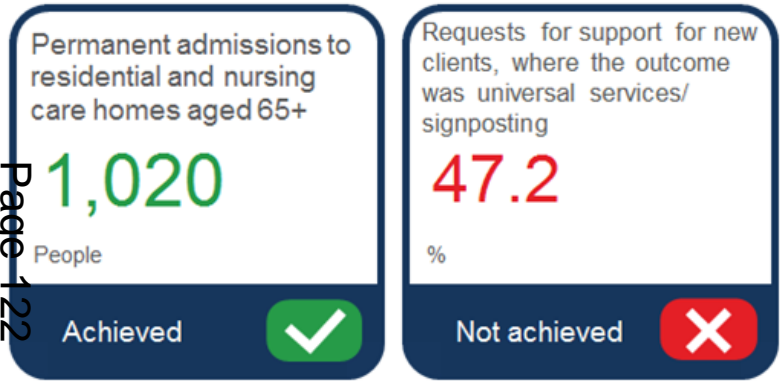 Permanent admissions to
residential and nursing
care homes aged 65+
1,020
People
Achieved
Requests for support for new
clients, where the outcome
was universal services/
signposting
47.2
%
Not achieved
Page 122